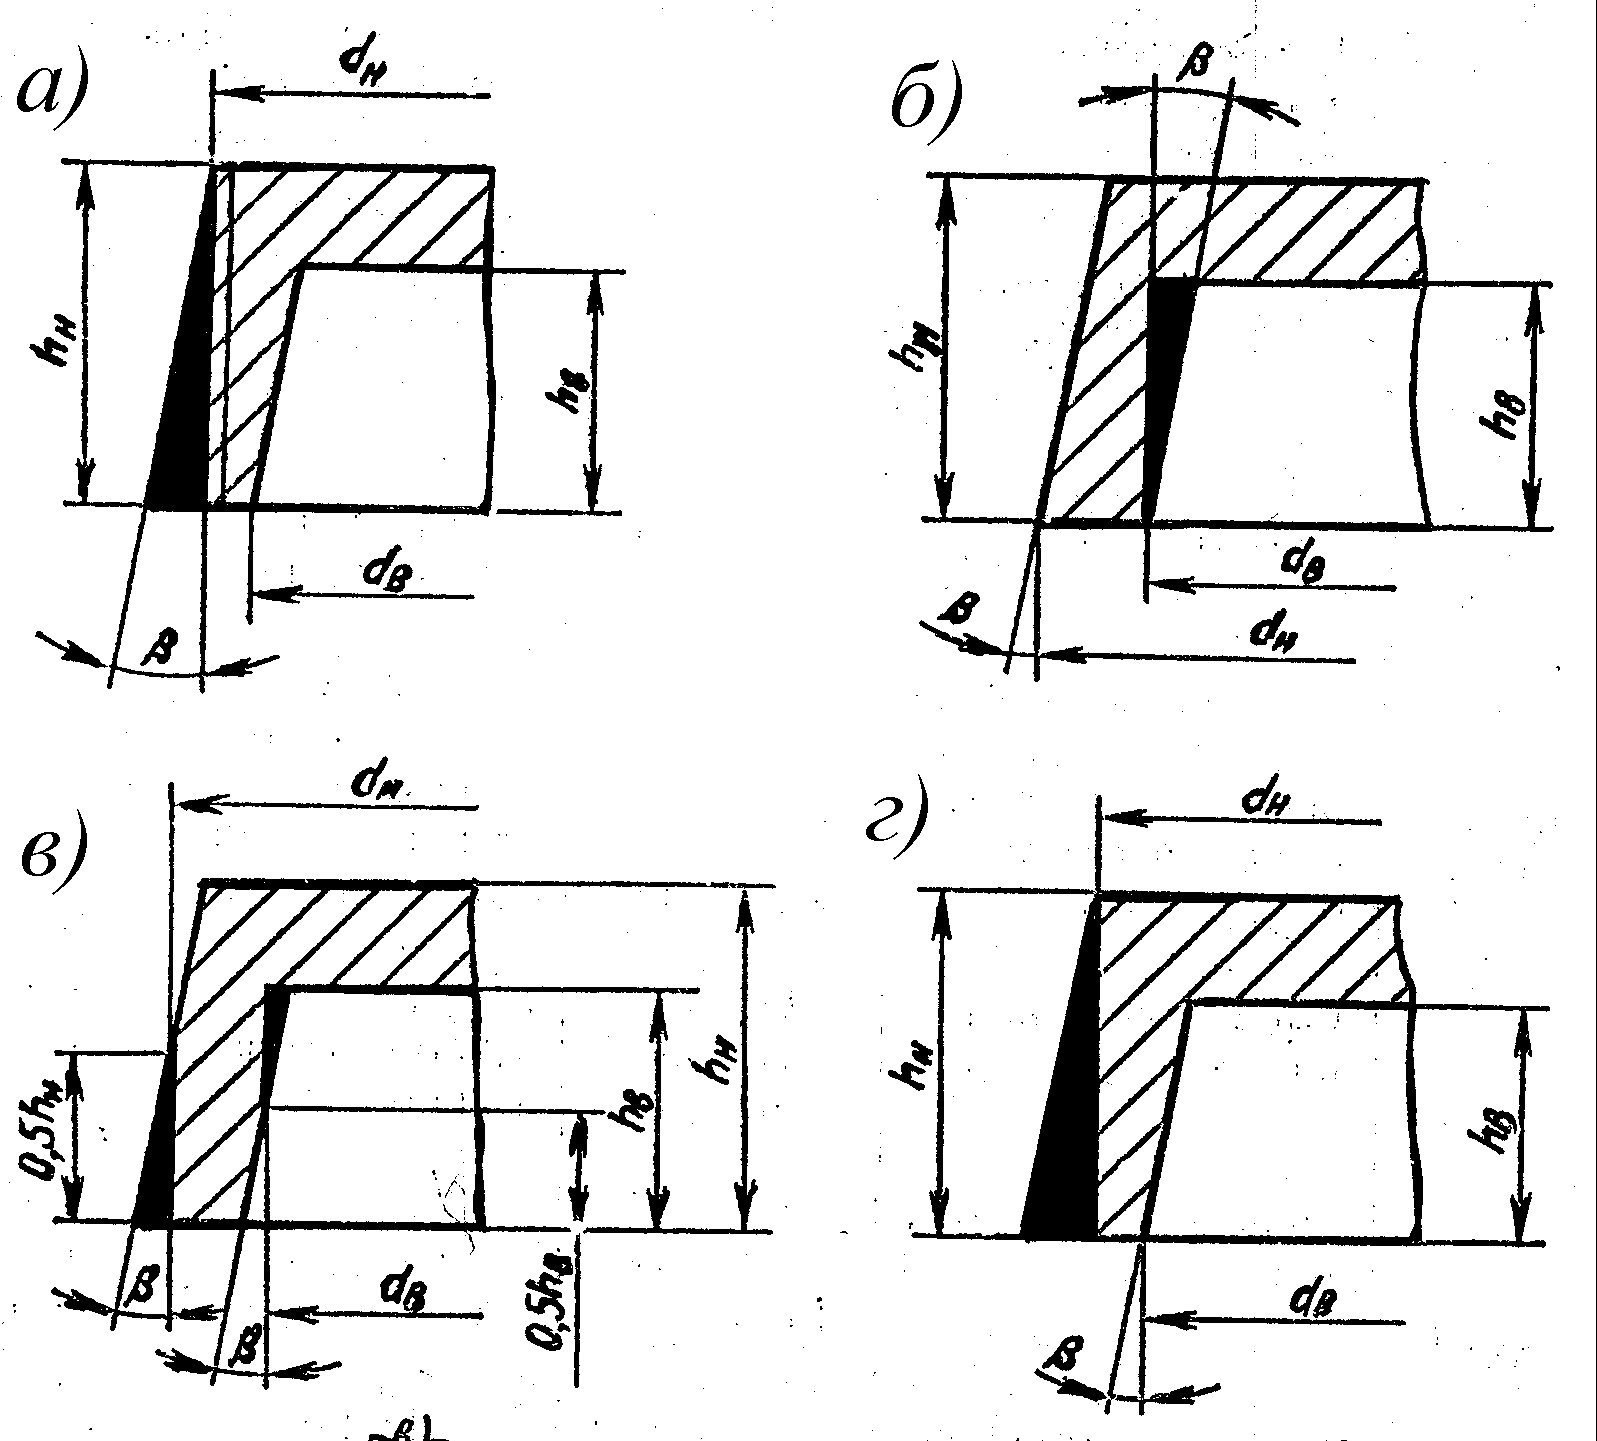 а)
dн
hн
hв
dв
β
б)
β
hн
hв
dв
β
dн
в)
dн
0,5hн
hв
hн
β
dв
0,5hв
β
г)
dн
hн
hв
dв
β
в)